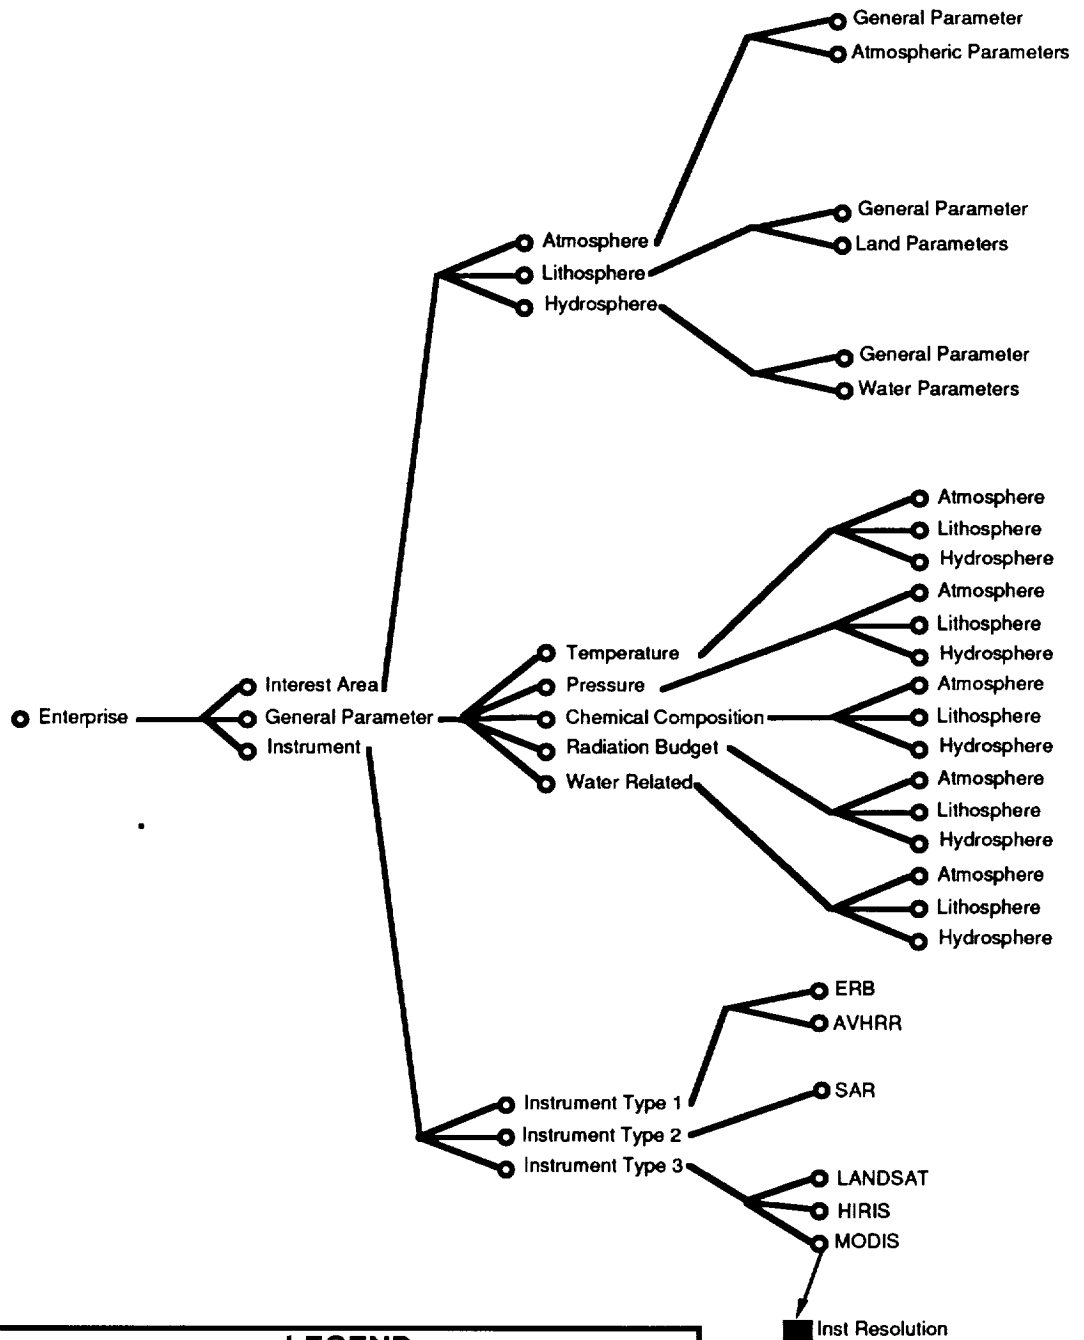 General Parameter
Atmospheric Parameters
General Parameter
Land Parameters
Atmosphere
Lithosphere
Hydrosphere
General Parameter
Water Parameters
Atmosphere
Lithosphere
Hydrosphere
Atmosphere
Lithosphere
Hydrosphere
Temperature
Pressure
Chemical Composition
Radiation Budget
Water Related
Interest Area
General Parameter
Instrument
Enterprise
Atmosphere
Lithosphere
Hydrosphere
Atmosphere
Lithosphere
Hydrosphere
Atmosphere
Lithosphere
Hydrosphere
ERB
AVHRR
SAR
Instrument Type 1
Instrument Type 2
Instrument Type 3
LANDSAT
HIRIS
MODIS
Inst Resolution
LEGEND